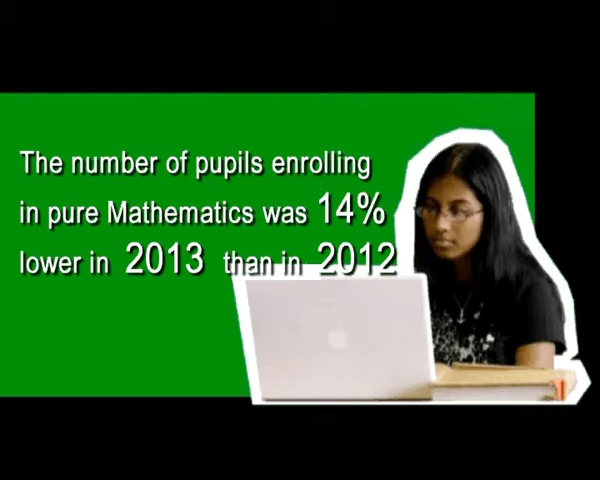 The number of pupils enrolling
in pure Mathematics was 14%
lower in 2013 than in 2012